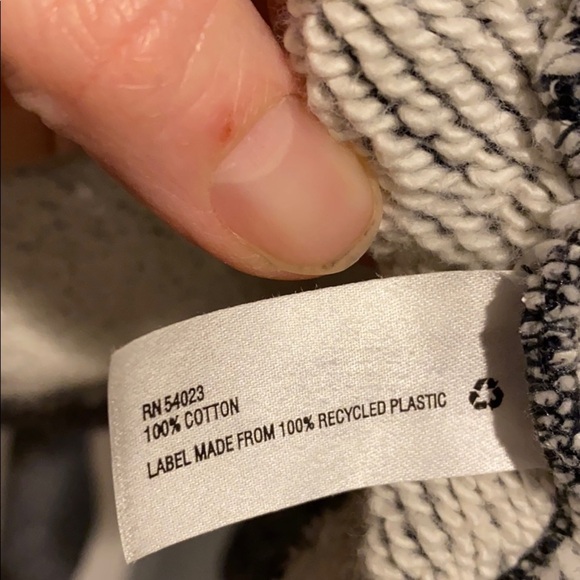 RN 54023
100% COTTON
LABEL MADE FROM 100% RECYCLED PLASTIC